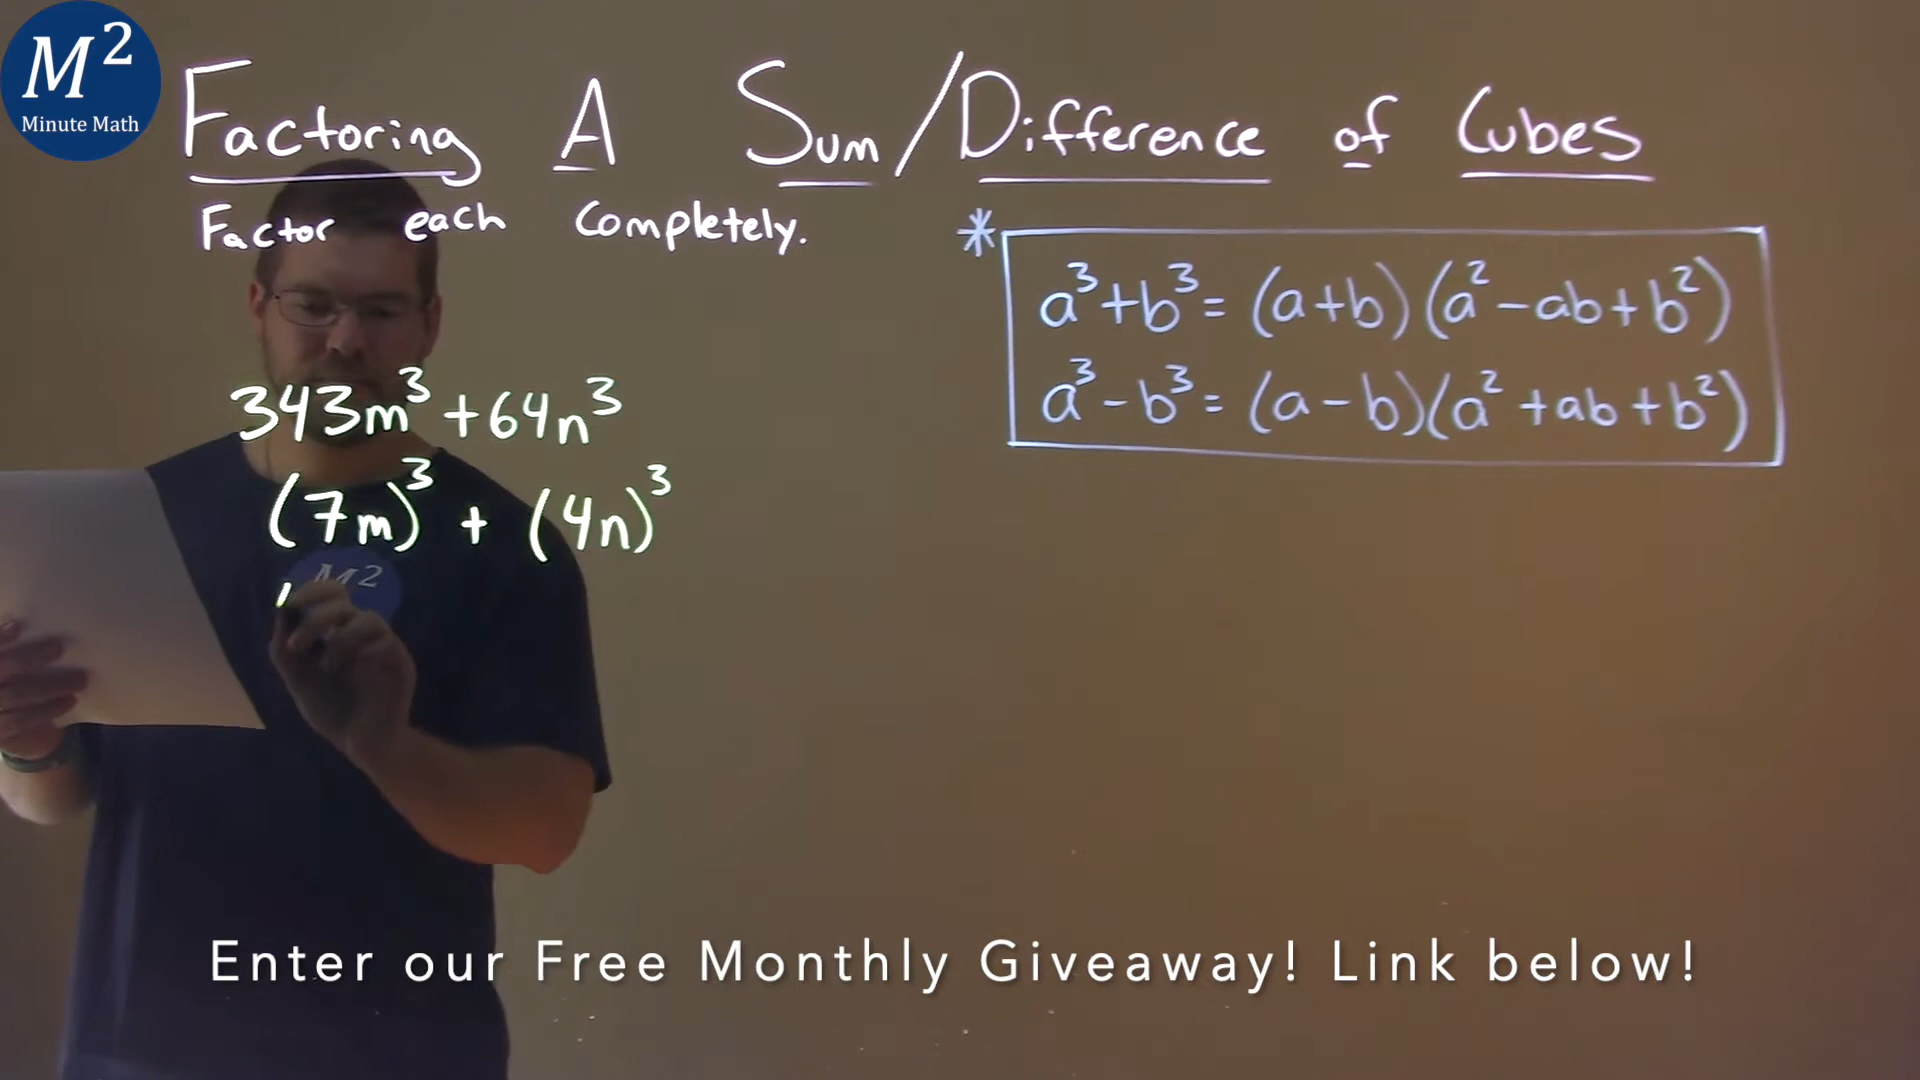 M²
Minute Math
Factoring A Sum/Difference of Cubes
Factor each completely.
*
a³+b³= (a+b)(a²-ab+b²)
a³-b³= (a-b)(a²+ab+b²)
343m³+64n³
(7m)³ + (4n)³
M²
Enter our Free Monthly Giveaway! Link below!